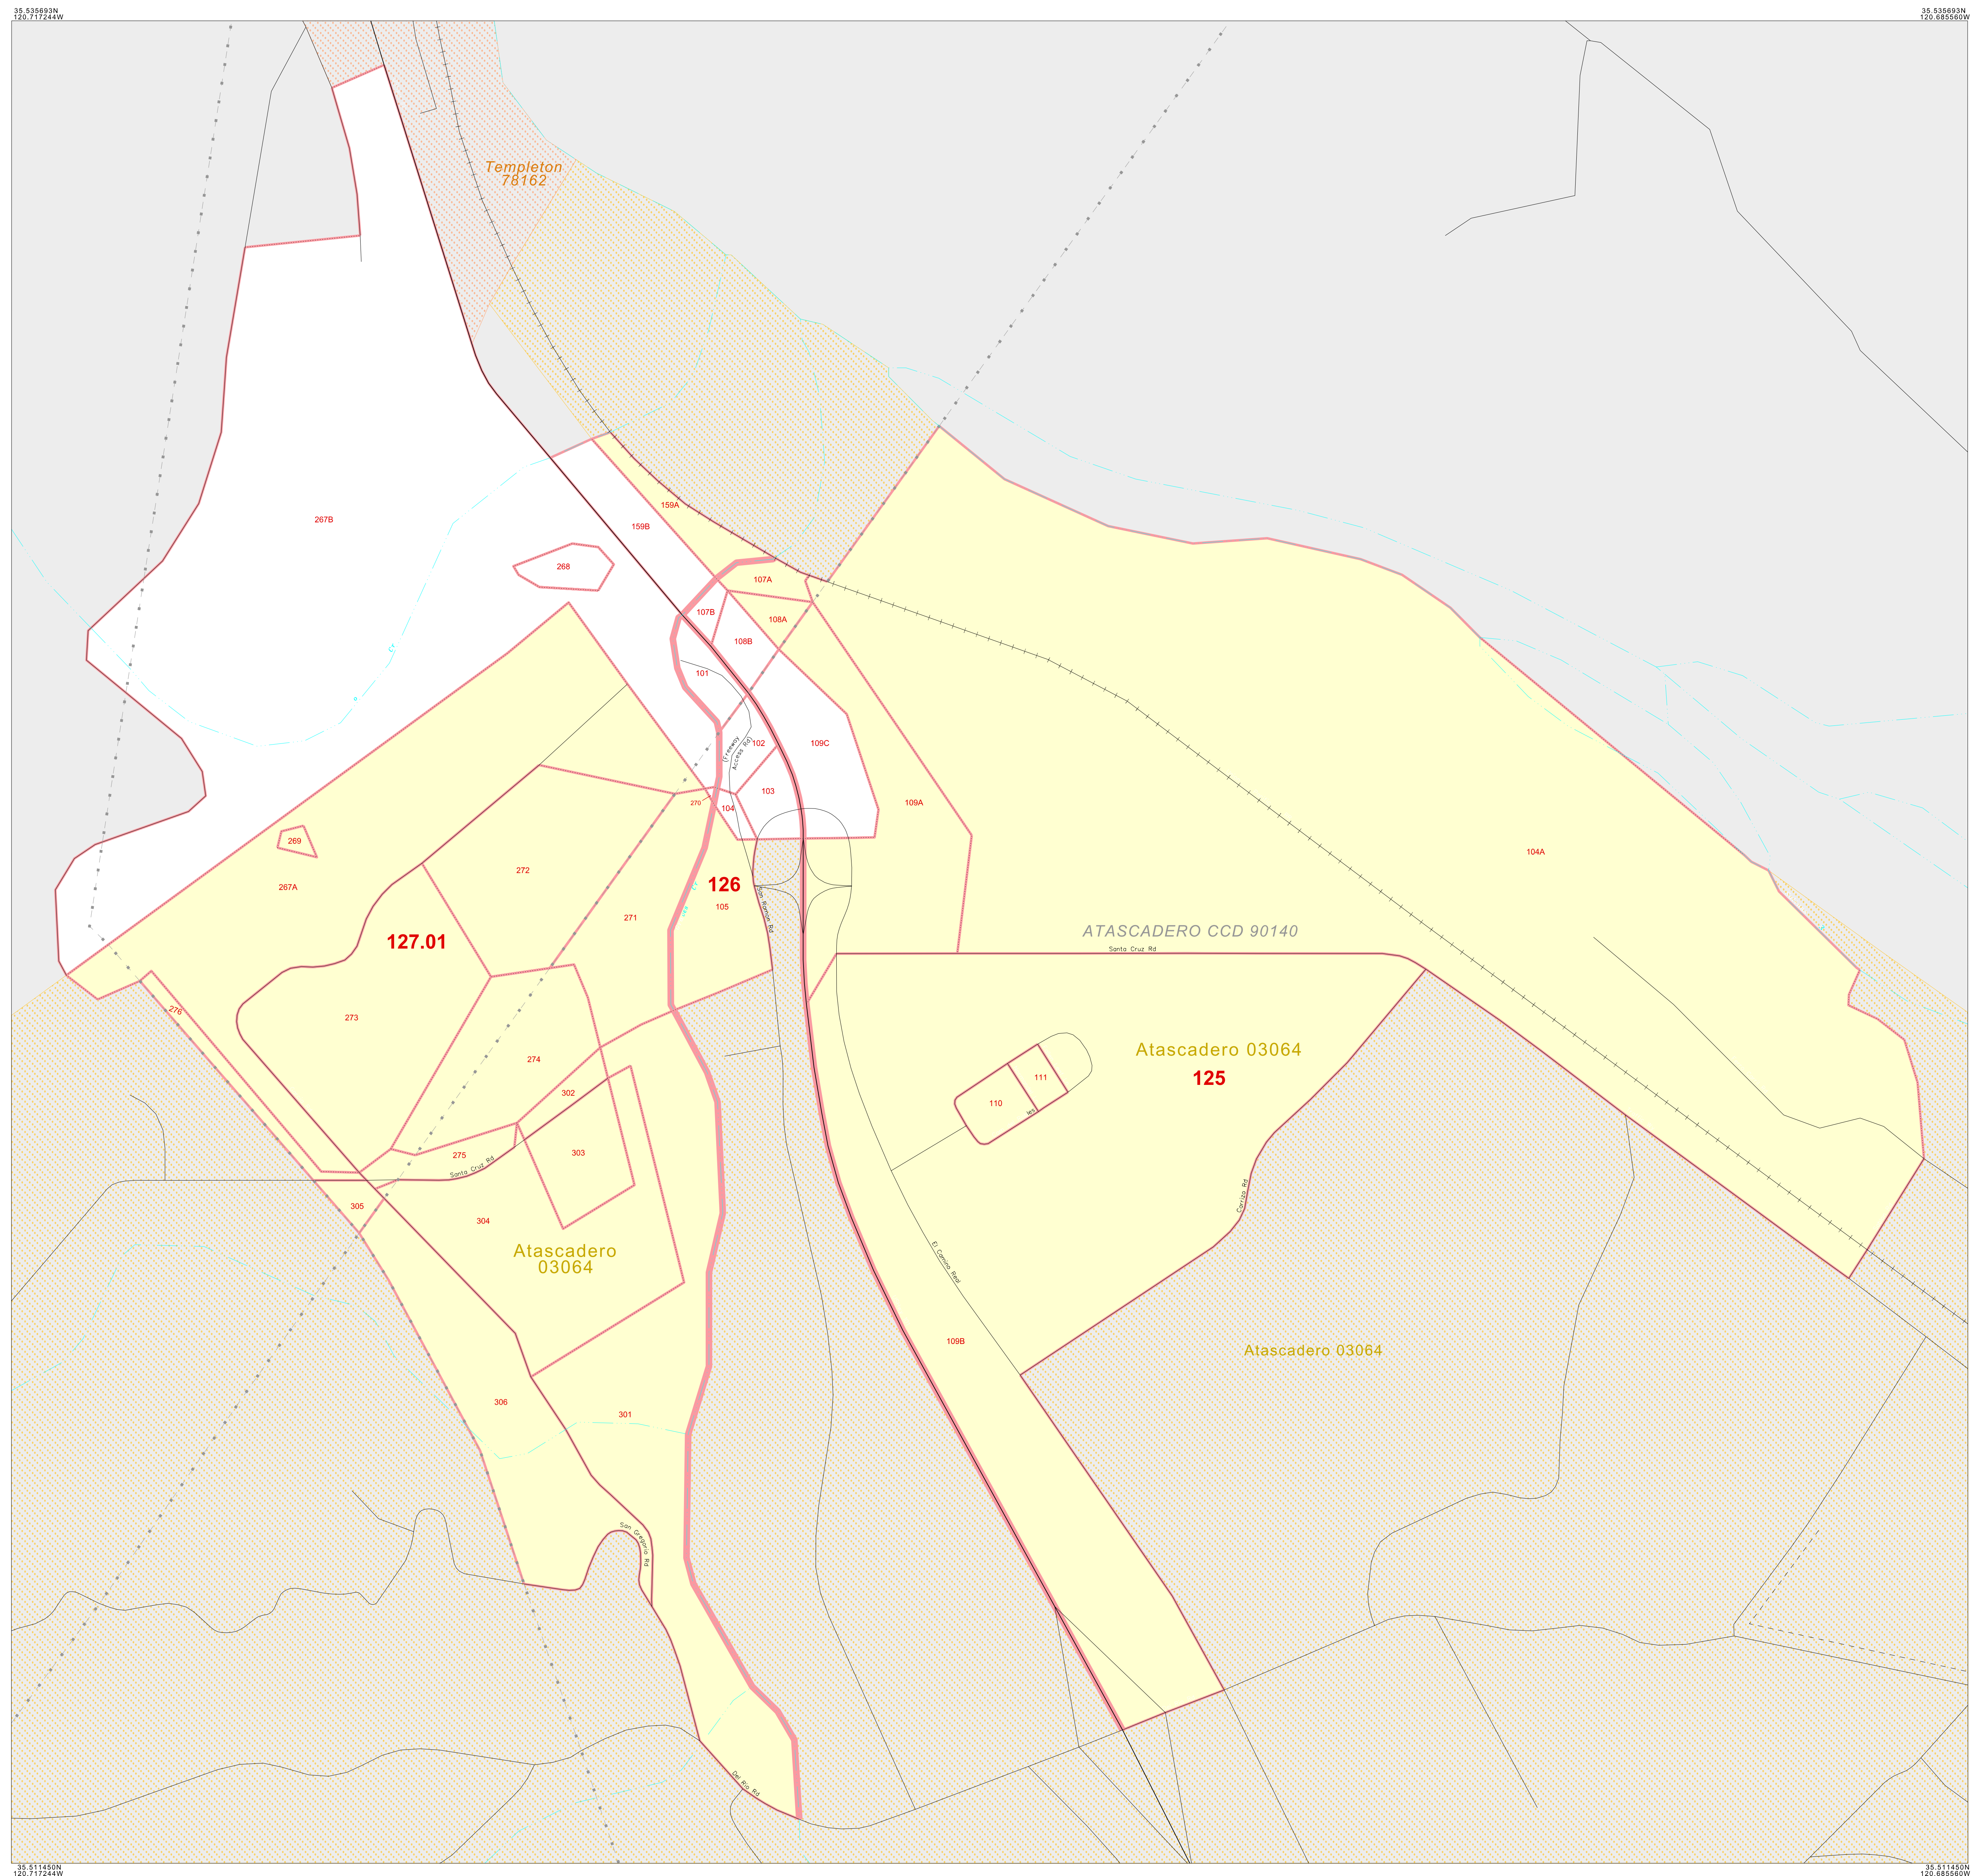 35.535693N
120.717244W
35.535693N
120.685560W
Templeton
78162
267B
159A
159B
268
107A
107B
108A
108B
101
102
109C
(Freeway
Access Rd)
103
270
104
109A
269
267A
272
126
105
271
127.01
San Ramon Rd
104A
ATASCADERO CCD 90140
Santa Cruz Rd
276
273
274
302
275
Santa Cruz Rd
303
305
304
Atascadero
03064
Atascadero 03064
125
111
110
Carrizo Rd
El Camino Real
109B
Atascadero 03064
306
301
San Gregorio Rd
Del Rio Rd
35.511450N
120.717244W
35.511450N
120.685560W